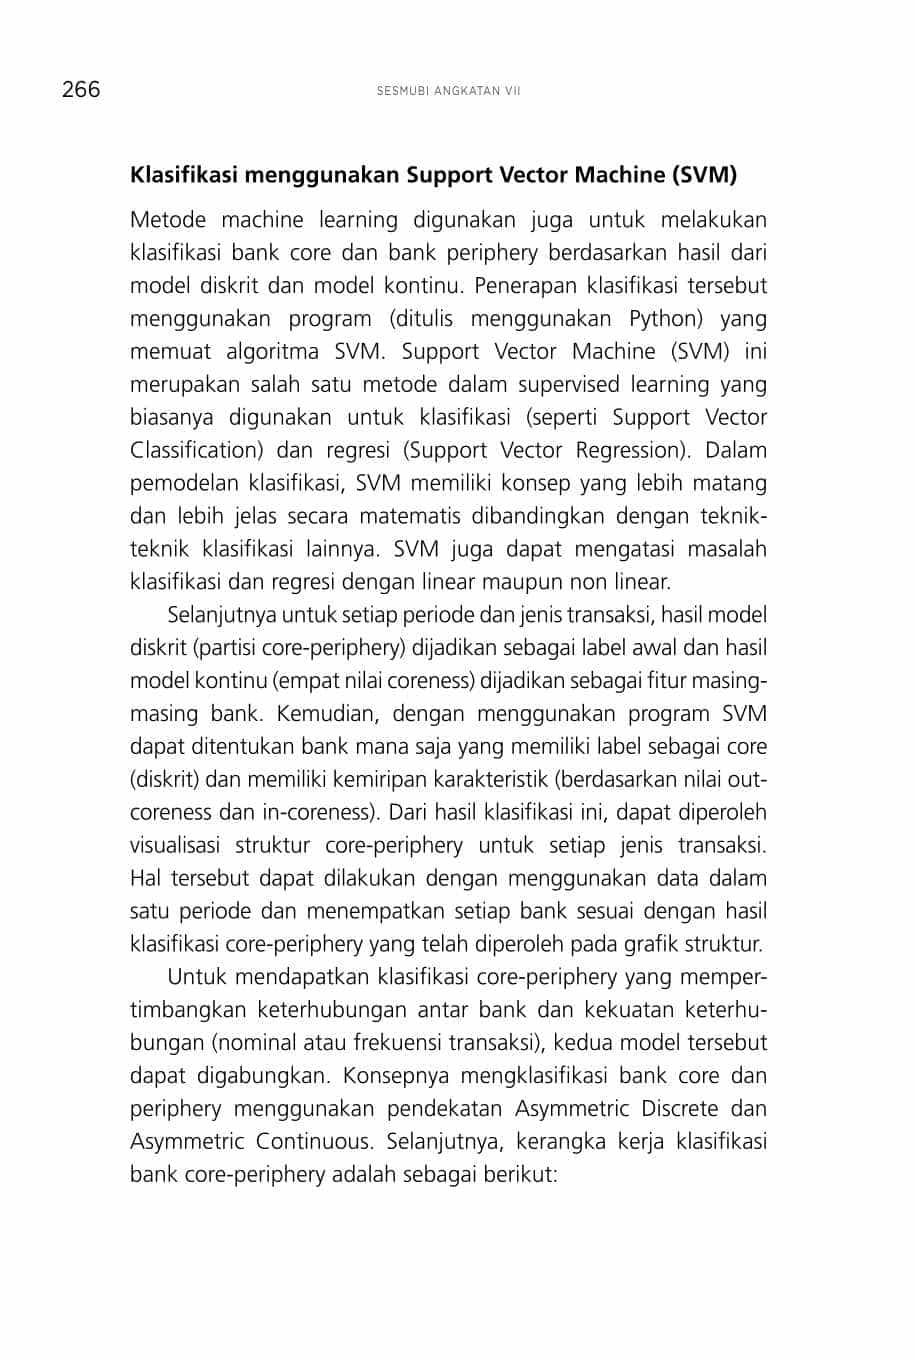 266
SESMUBI ANGKATAN VII
Klasifikasi menggunakan Support Vector Machine (SVM)
Metode machine learning digunakan juga untuk melakukan
klasifikasi bank core dan bank periphery berdasarkan hasil dari
model diskrit dan model kontinu. Penerapan klasifikasi tersebut
menggunakan program (ditulis menggunakan Python) yang
memuat algoritma SVM. Support Vector Machine (SVM) ini
merupakan salah satu metode dalam supervised learning yang
biasanya digunakan untuk klasifikasi (seperti Support Vector
Classification) dan regresi (Support Vector Regression). Dalam
pemodelan klasifikasi, SVM memiliki konsep yang lebih matang
dan lebih jelas secara matematis dibandingkan dengan teknik-
teknik klasifikasi lainnya. SVM juga dapat mengatasi masalah
klasifikasi dan regresi dengan linear maupun non linear.
Selanjutnya untuk setiap periode dan jenis transaksi, hasil model
diskrit (partisi core-periphery) dijadikan sebagai label awal dan hasil
model kontinu (empat nilai coreness) dijadikan sebagai fitur masing-
masing bank. Kemudian, dengan menggunakan program SVM
dapat ditentukan bank mana saja yang memiliki label sebagai core
(diskrit) dan memiliki kemiripan karakteristik (berdasarkan nilai out-
coreness dan in-coreness). Dari hasil klasifikasi ini, dapat diperoleh
visualisasi struktur core-periphery untuk setiap jenis transaksi.
Hal tersebut dapat dilakukan dengan menggunakan data dalam
satu periode dan menempatkan setiap bank sesuai dengan hasil
klasifikasi core-periphery yang telah diperoleh pada grafik struktur.
Untuk mendapatkan klasifikasi core-periphery yang memper-
timbangkan keterhubungan antar bank dan kekuatan keterhu-
bungan (nominal atau frekuensi transaksi), kedua model tersebut
dapat digabungkan. Konsepnya mengklasifikasi bank core dan
periphery menggunakan pendekatan Asymmetric Discrete dan
Asymmetric Continuous. Selanjutnya, kerangka kerja klasifikasi
bank core-periphery adalah sebagai berikut: